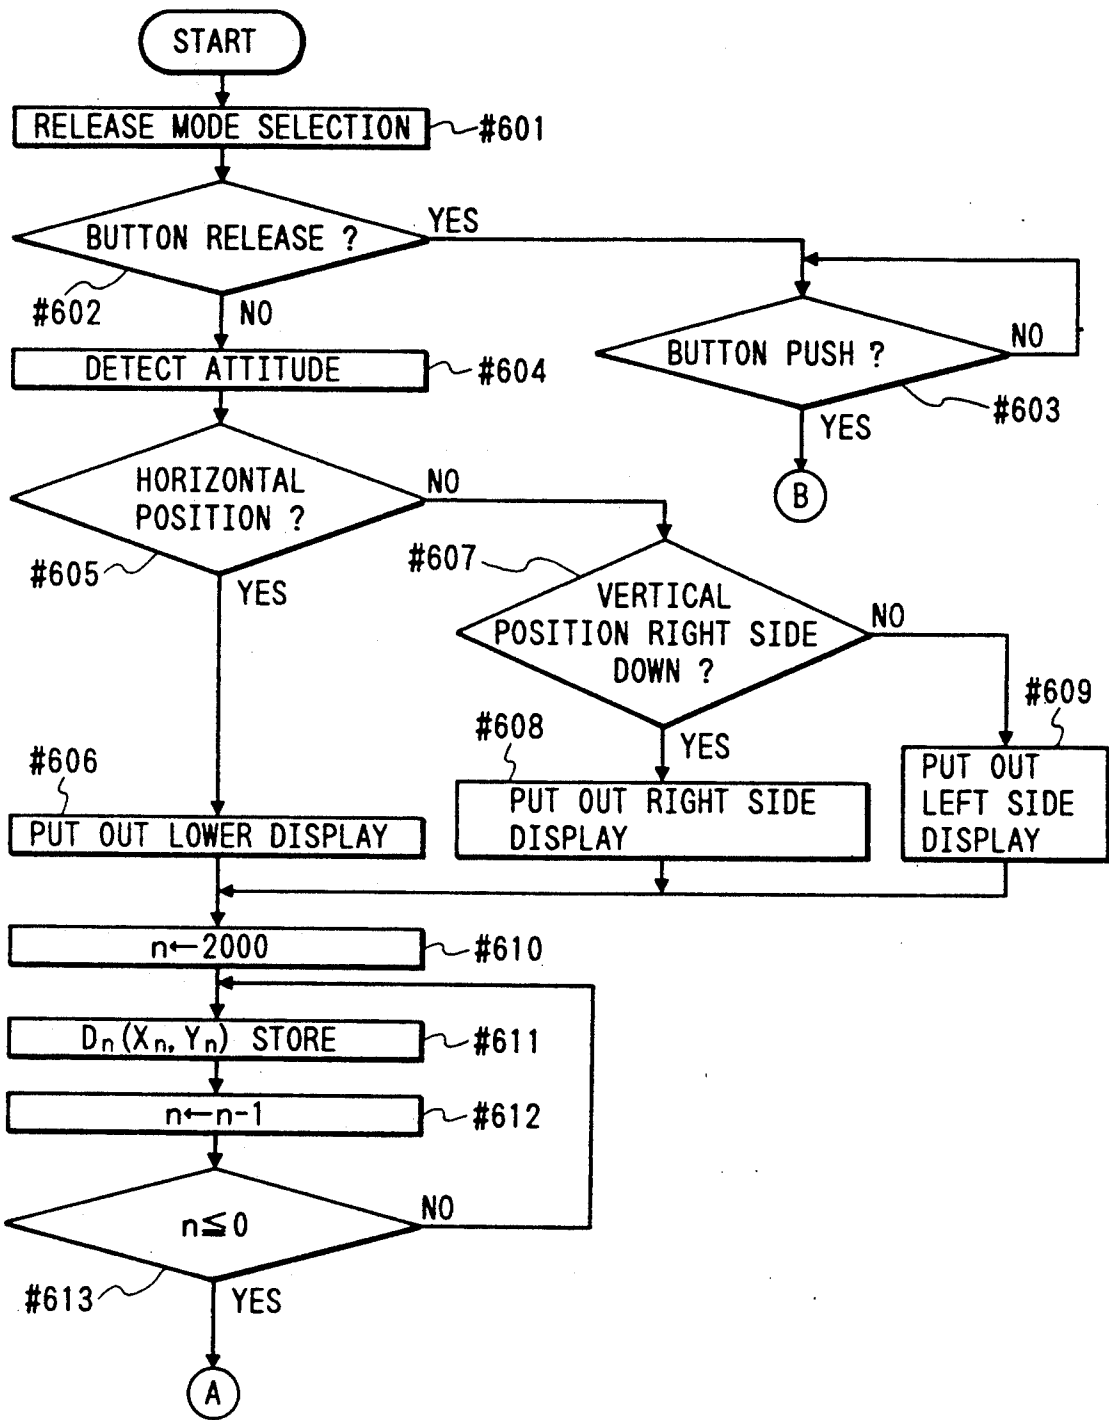 START
RELEASE MODE SELECTION
#601
BUTTON RELEASE ?
YES
#602
NO
BUTTON PUSH ?
NO
#603
YES
B
DETECT ATTITUDE
#604
HORIZONTAL
POSITION ?
NO
#605
YES
#607
VERTICAL
POSITION RIGHT SIDE
DOWN ?
NO
YES
#606
PUT OUT LOWER DISPLAY
#608
PUT OUT RIGHT SIDE
DISPLAY
#609
PUT OUT
LEFT SIDE
DISPLAY
n←2000
#610
Dn(Xn,Yn) STORE
#611
n←n-1
#612
n≦0
NO
#613
YES
A